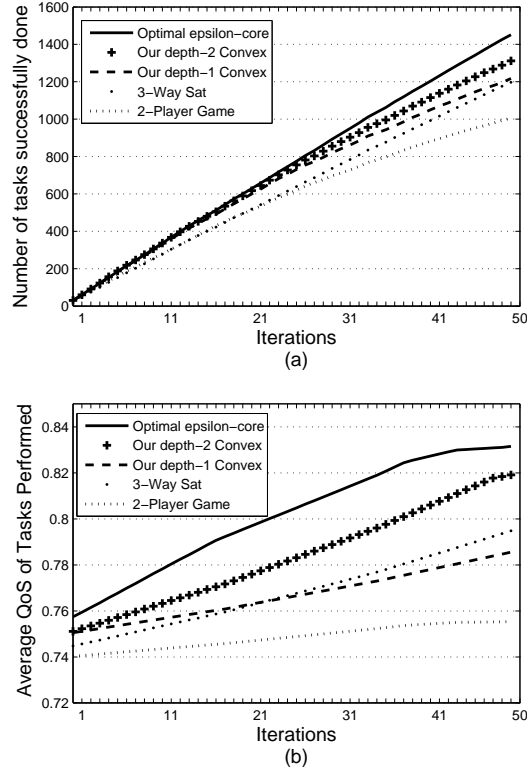 1600
1400
1200
1000
800
600
400
200
0
Number of tasks successfully done
Optimal epsilon−core
Our depth−2 Convex
Our depth−1 Convex
3−Way Sat
2−Player Game
1 11 21 31 41 50
Iterations
(a)
0.84
0.82
0.8
0.78
0.76
0.74
0.72
Average QoS of Tasks Performed
Optimal epsilon−core
Our depth−2 Convex
Our depth−1 Convex
3−Way Sat
2−Player Game
1 11 21 31 41 50
Iterations
(b)